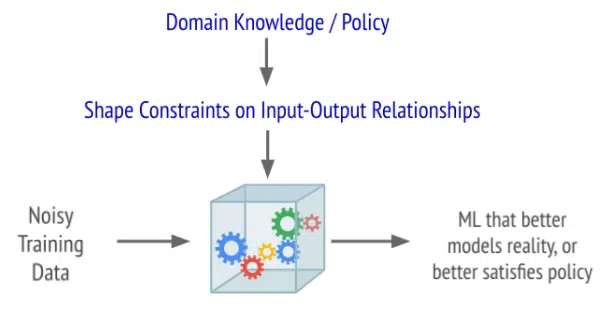 Domain Knowledge / Policy
Shape Constraints on Input-Output Relationships
Noisy
Training
Data
ML that better
models reality, or
better satisfies policy